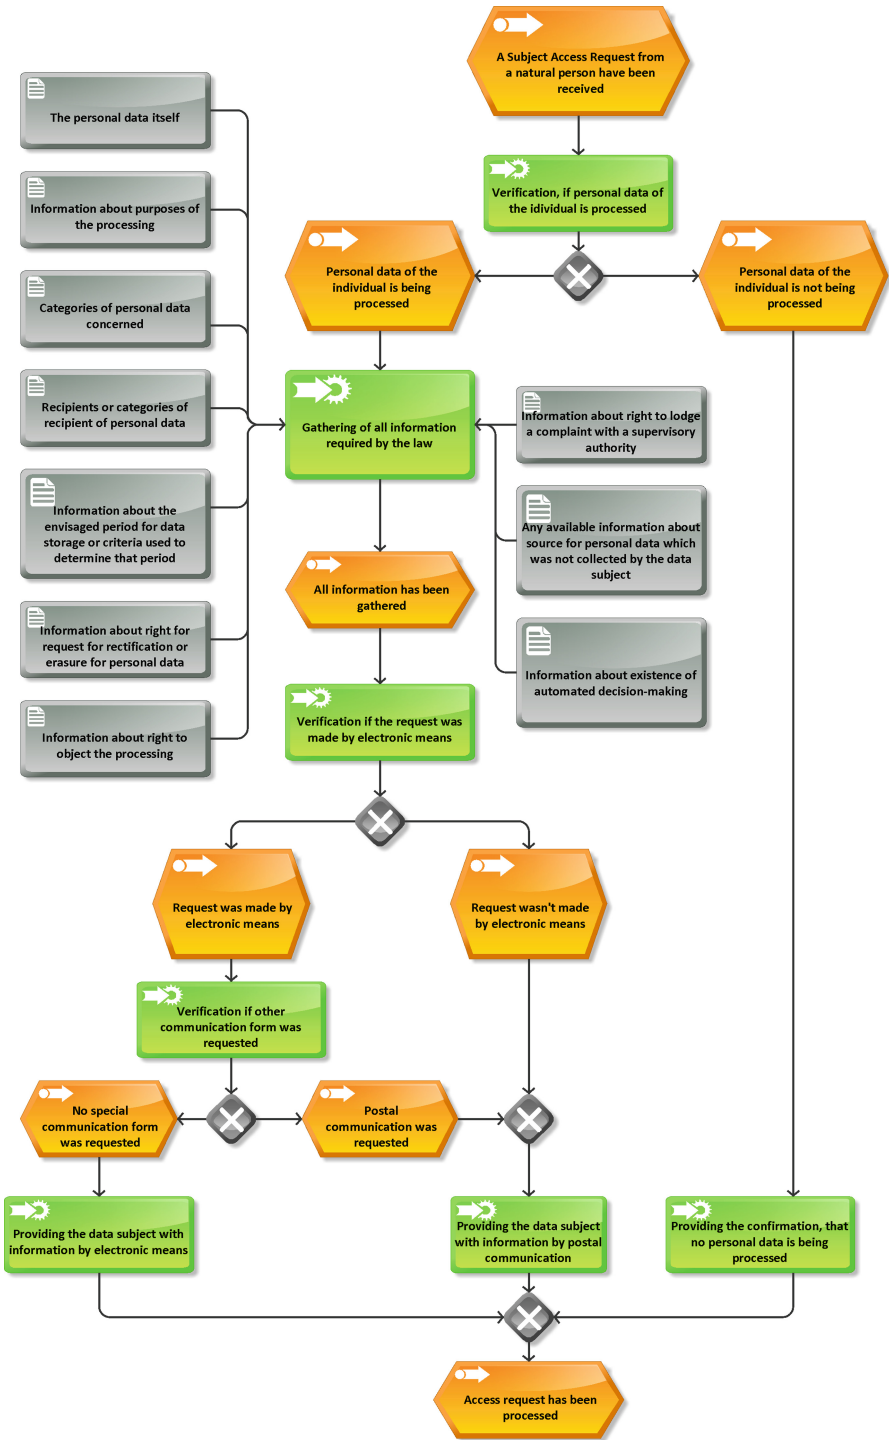 A Subject Access Request from
a natural person have been
received
Verification, if personal data of
the idividual is processed
Personal data of the
individual is being
processed
Personal data of the
individual is not being
processed
The personal data itself
Information about purposes of
the processing
Categories of personal data
concerned
Recipients or categories of
recipient of personal data
Information about the
envisaged period for data
storage or criteria used to
determine that period
Information about right for
request for rectification or
erasure for personal data
Information about right to
object the processing
Gathering of all information
required by the law
Information about right to lodge
a complaint with a supervisory
authority
Any available information about
source for personal data which
was not collected by the data
subject
Information about existence of
automated decision-making
All information has been
gathered
Verification if the request was
made by electronic means
Request was made by
electronic means
Request wasn't made
by electronic means
Verification if other
communication form was
requested
No special
communication form
was requested
Postal
communication was
requested
Providing the data subject with
information by electronic means
Providing the data subject
with information by postal
communication
Providing the confirmation, that
no personal data is being
processed
Access request has been
processed